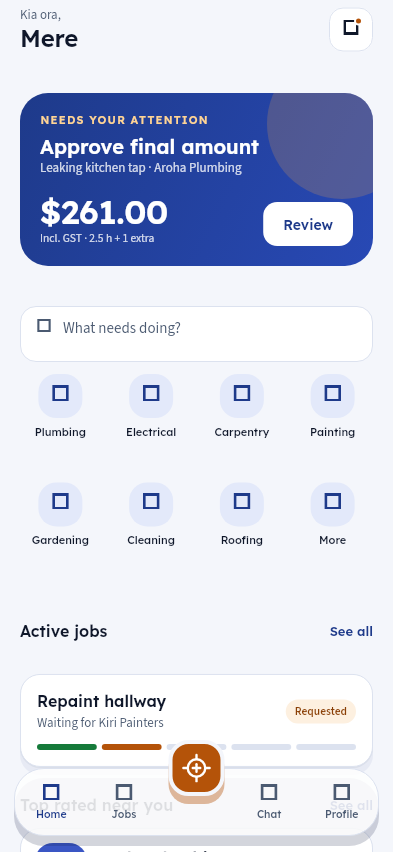 Kia ora,
Mere
NEEDS YOUR ATTENTION
Approve final amount
Leaking kitchen tap · Aroha Plumbing
$261.00
Incl. GST · 2.5 h + 1 extra
Review
What needs doing?
Plumbing Electrical Carpentry Painting
Gardening Cleaning Roofing More
Active jobs See all
Repaint hallway
Waiting for Kiri Painters
Requested
Top rated near you See all
Home Jobs Chat Profile